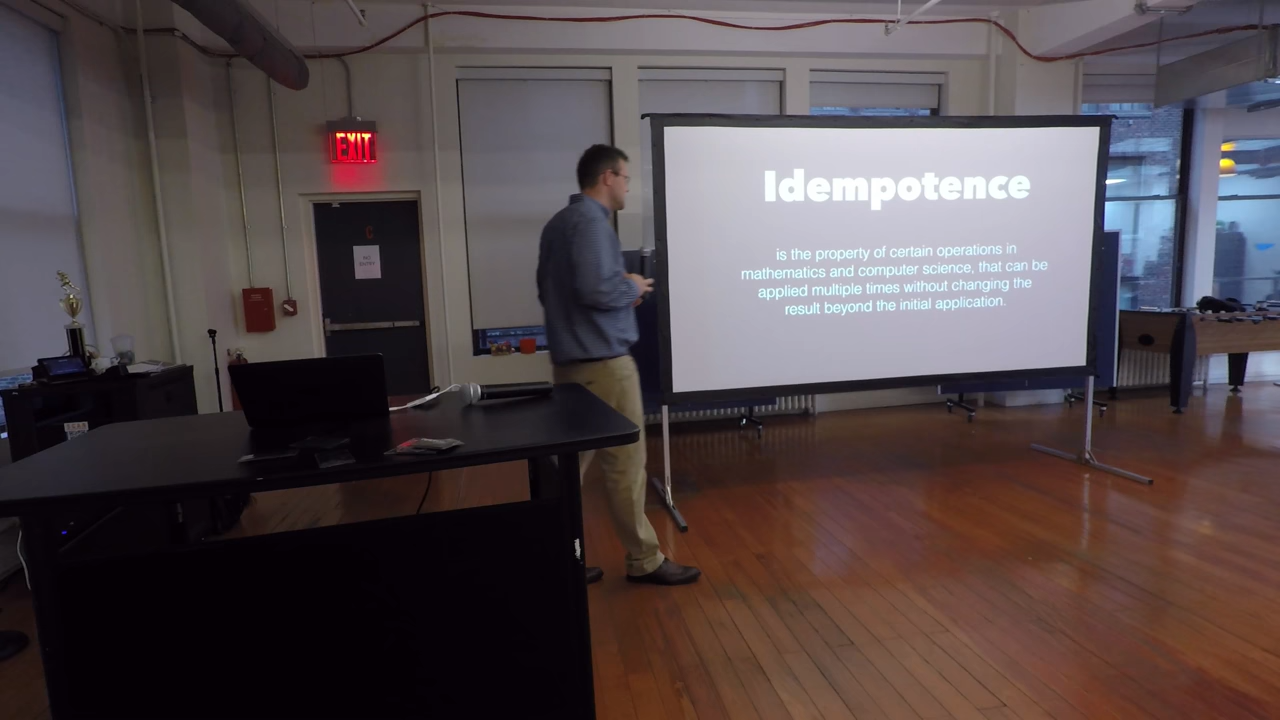 EXIT
Idempotence
is the property of certain operations in
mathematics and computer science, that can be
applied multiple times without changing the
result beyond the initial application.